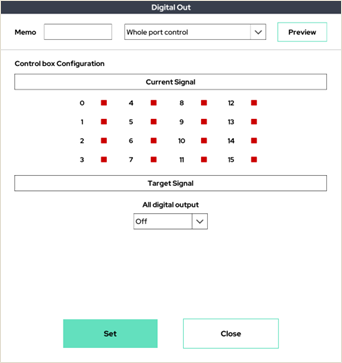 Digital Out
Memo Whole port control Preview
Control box Configuration
Current Signal
0 4 8 12
1 5 9 13
2 6 10 14
3 7 11 15
Target Signal
All digital output
Off
Set Close